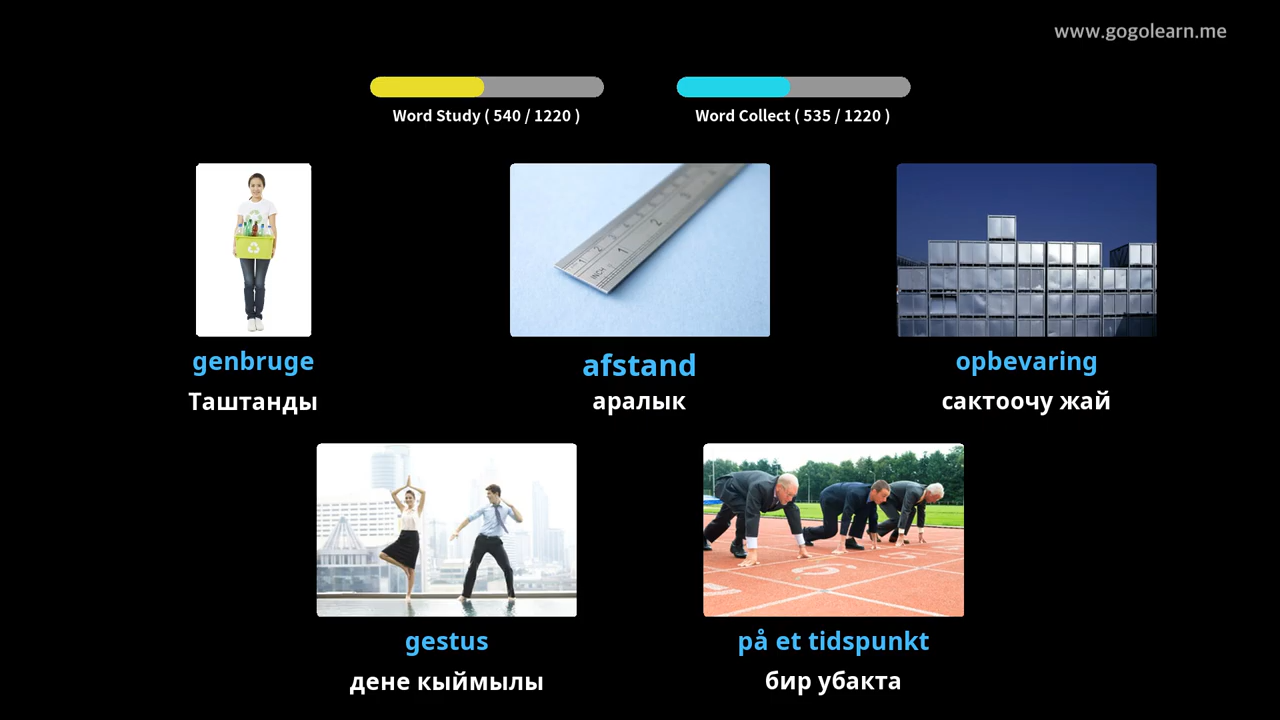 www.gogolearn.me
Word Study ( 540 / 1220 )
Word Collect ( 535 / 1220 )
genbruge
afstand
opbevaring
Таштанды
аралык
сактоочу жай
gestus
på et tidspunkt
дене кыймылы
бир убакта